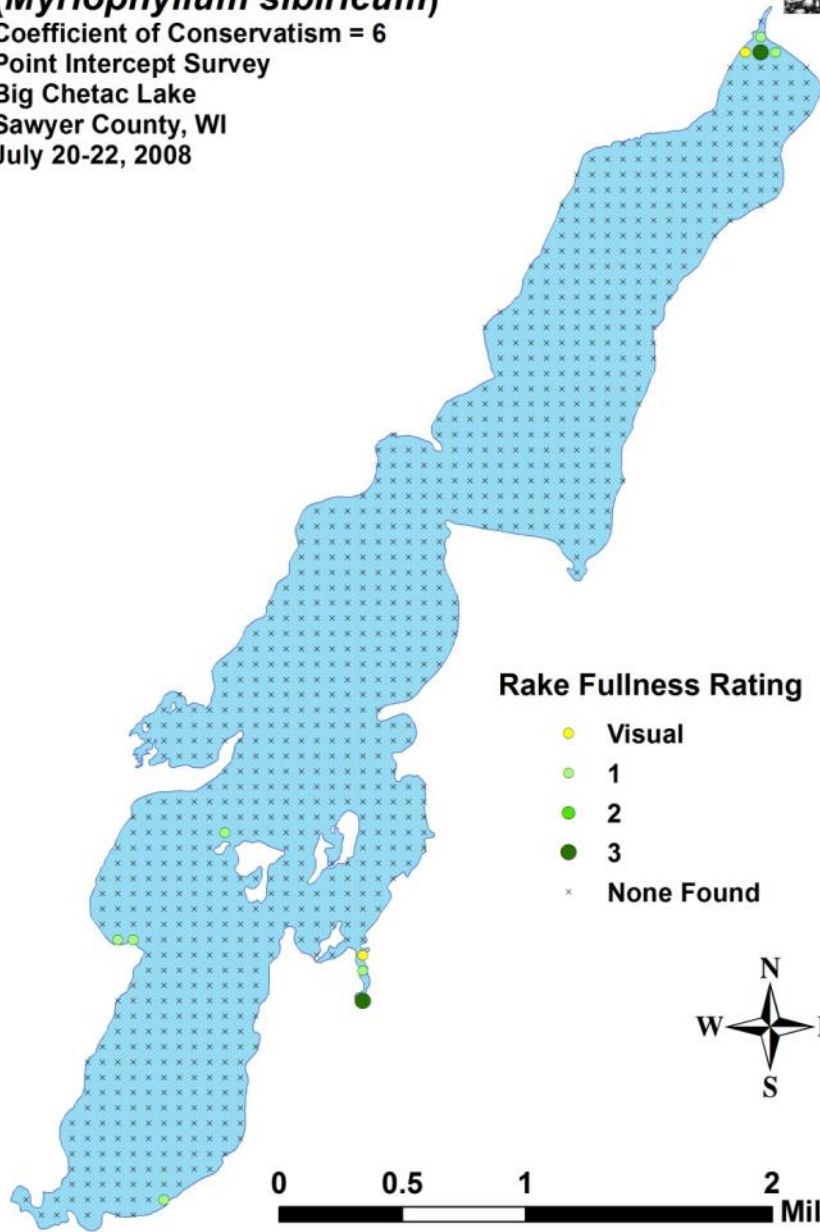 (Myriophyllum sibiricum)
Coefficient of Conservatism = 6
Point Intercept Survey
Big Chetac Lake
Sawyer County, WI
July 20-22, 2008
Rake Fullness Rating
Visual
1
2
3
None Found
N
W
S
0 0.5 1 2